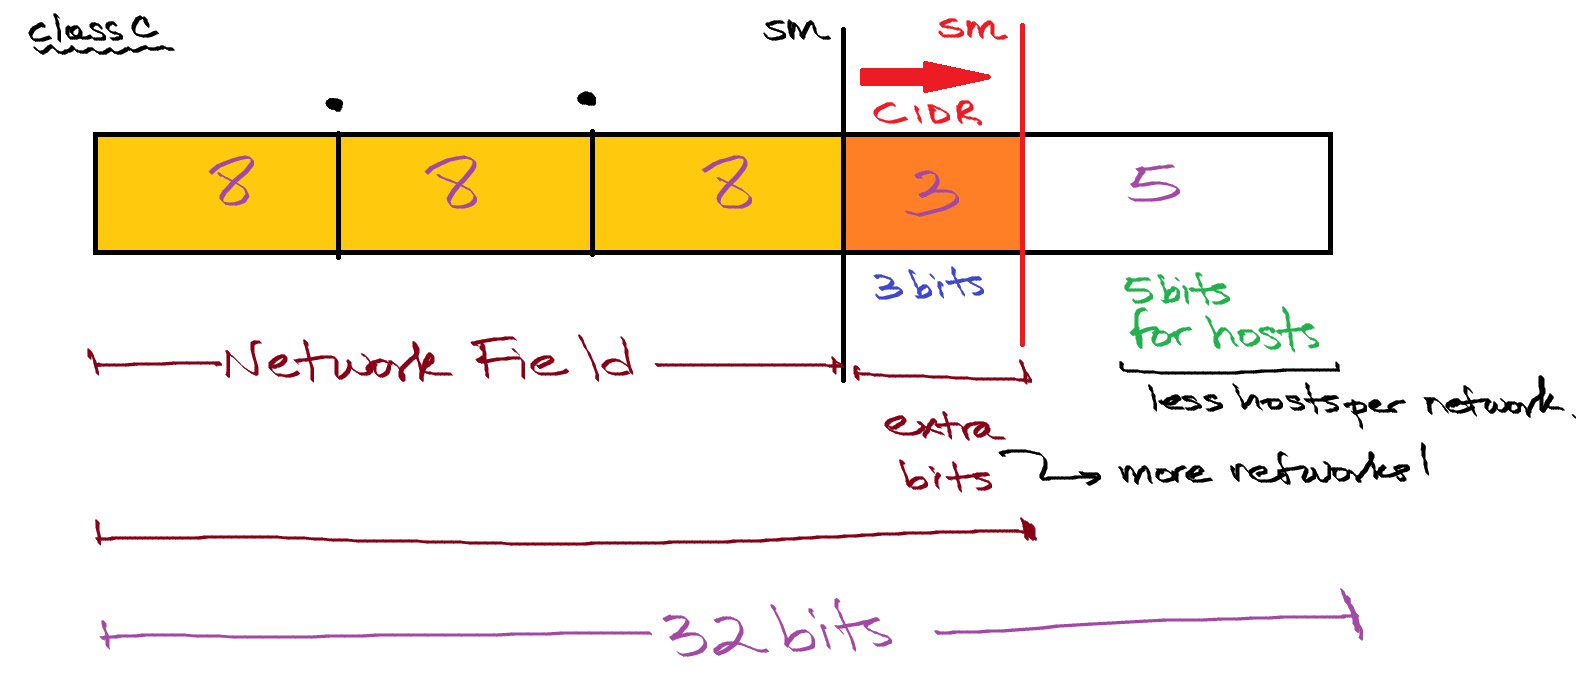 class C
sm
sm
CIDR
8
8
8
3
5
3 bits
5 bits
for hosts
Network Field
less hosts per network.
extra
bits
more networks!
32 bits